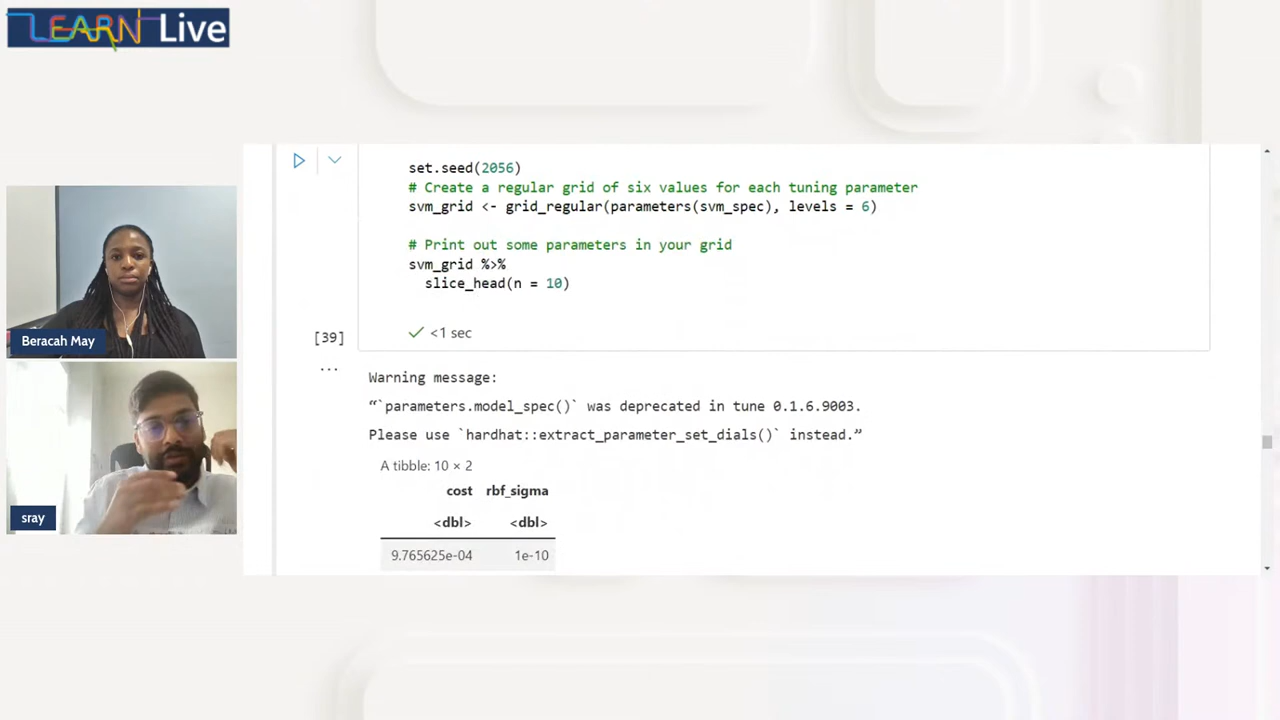 LEARN Live
set.seed(2056)
# Create a regular grid of six values for each tuning parameter
svm_grid <- grid_regular(parameters(svm_spec), levels = 6)
# Print out some parameters in your grid
svm_grid %>%
slice_head(n = 10)
[39]
<1 sec
...
Warning message:
“`parameters.model_spec()` was deprecated in tune 0.1.6.9003.
Please use `hardhat::extract_parameter_set_dials()` instead.”
A tibble: 10 × 2
cost rbf_sigma
<dbl> <dbl>
9.765625e-04 1e-10
Beracah May
sray